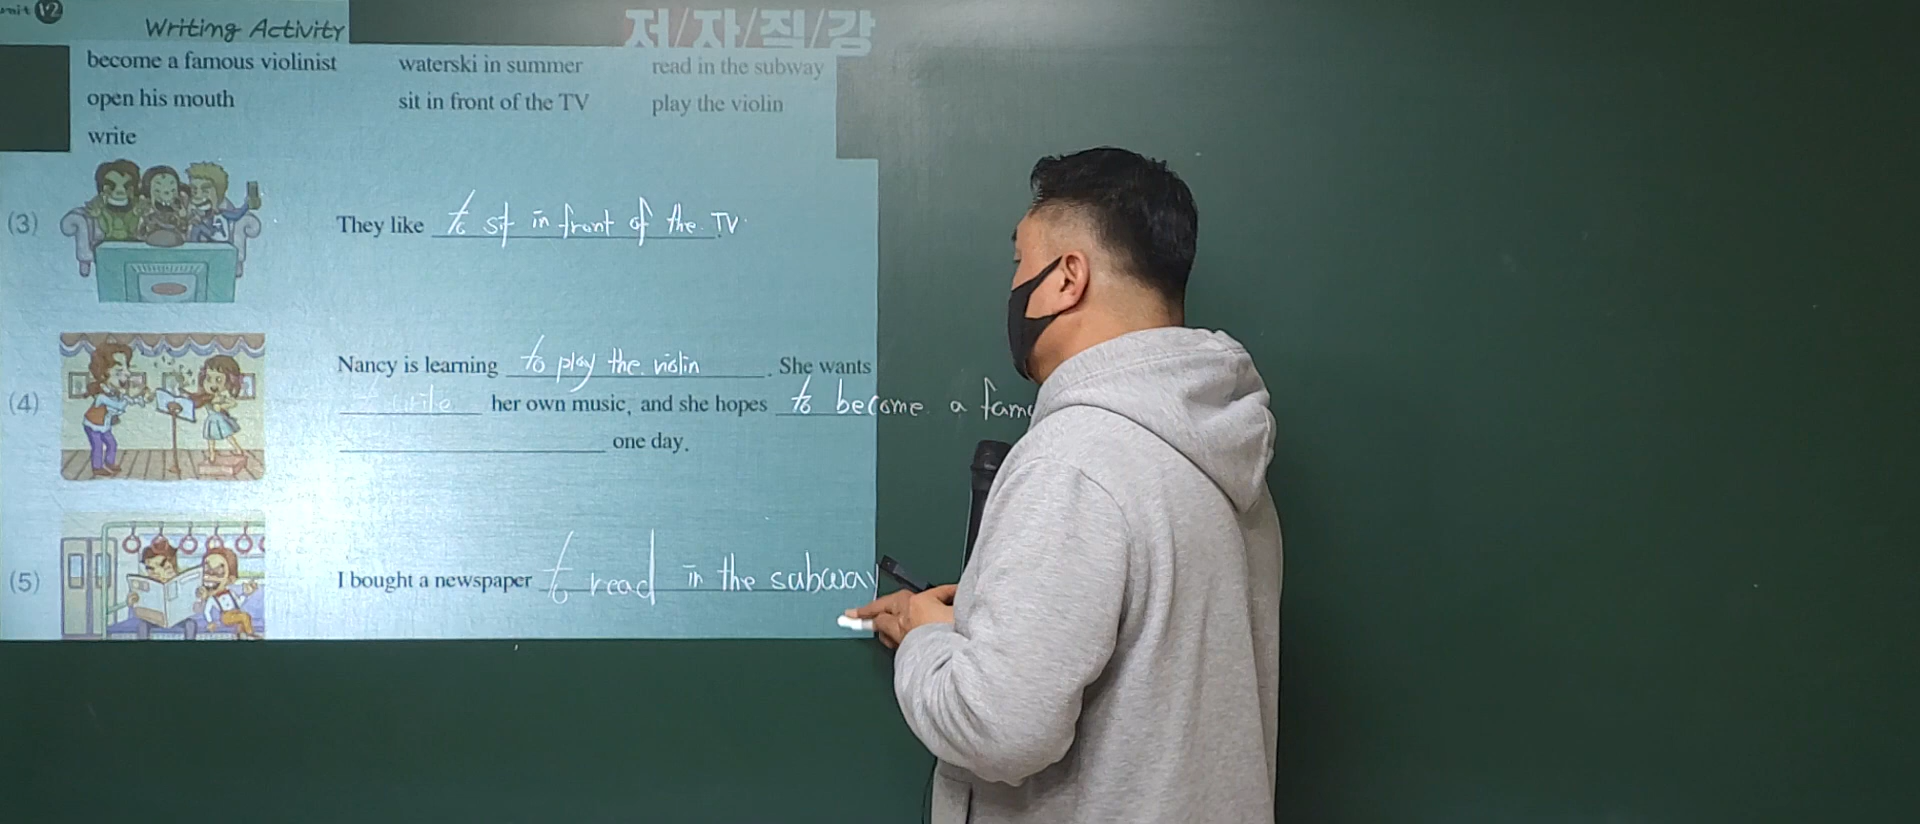 unit 12
Writing Activity
저/자/직/강
become a famous violinist waterski in summer read in the subway
open his mouth sit in front of the TV play the violin
write
(3) They like to sit in front of the TV.
(4) Nancy is learning to play the violin. She wants
to write her own music, and she hopes to become a fam
one day.
(5) I bought a newspaper to read in the subway